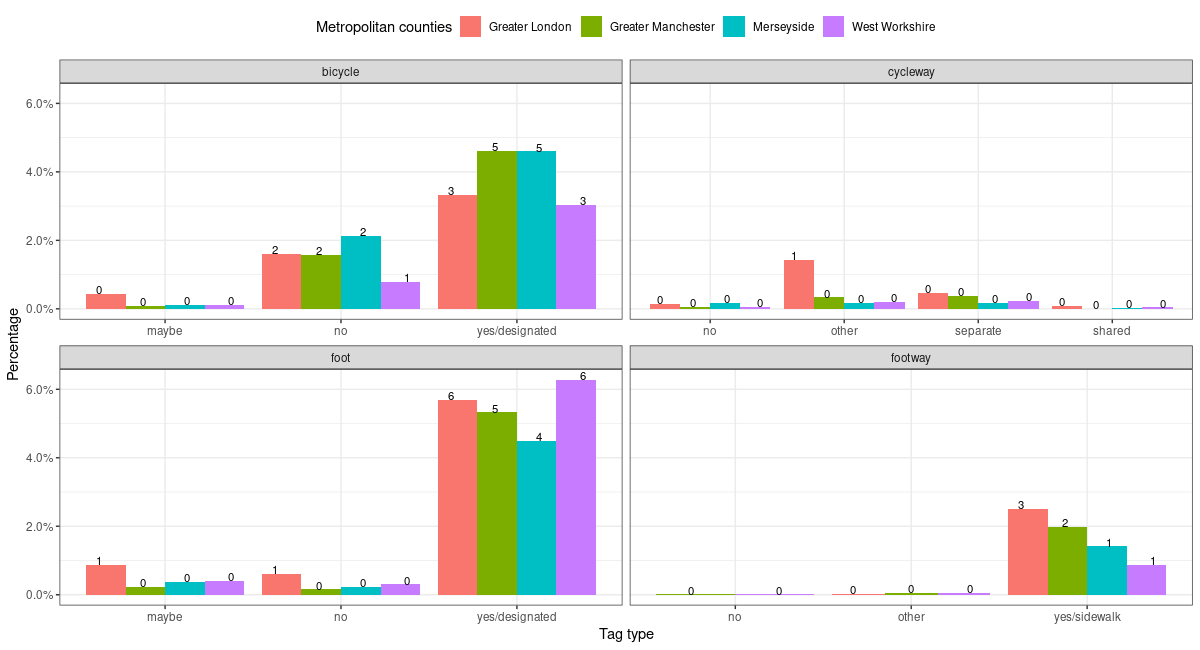 Metropolitan counties Greater London Greater Manchester Merseyside West Workshire
bicycle cycleway
6.0%
4.0%
2.0%
0.0%
0 0 0 0 2 2 2 1 3 5 5 3
0 0 0 0 1 0 0 0 0 0 0 0 0 0 0 0
maybe no yes/designated no other separate shared
foot footway
6.0%
4.0%
2.0%
0.0%
1 0 0 0 1 0 0 0 6 5 4 6
0 0 0 0 0 3 2 1 1
maybe no yes/designated no other yes/sidewalk
Percentage
Tag type